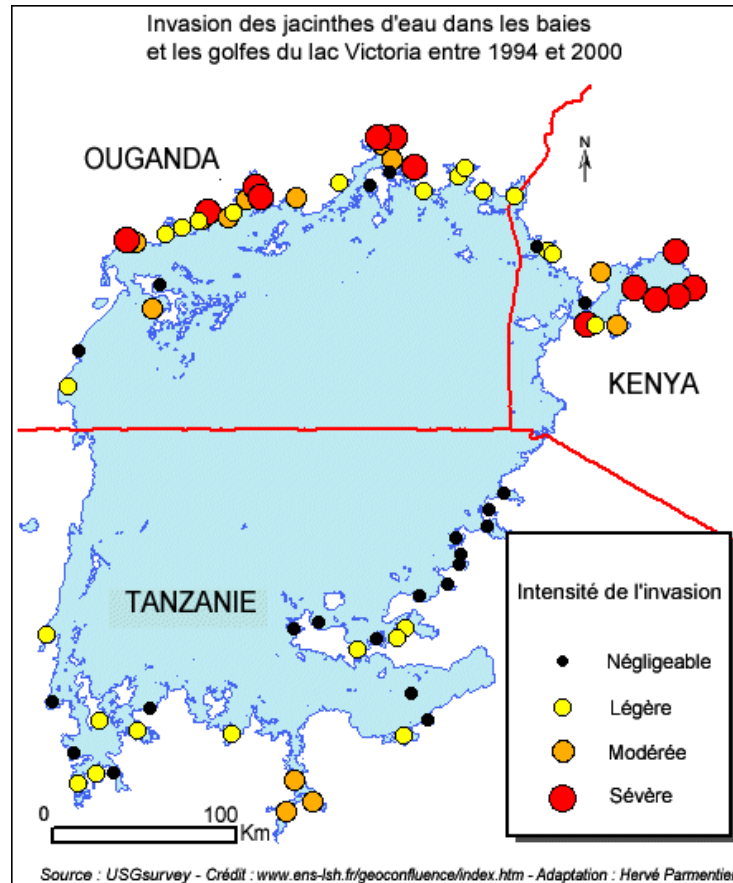 Invasion des jacinthes d'eau dans les baies
et les golfes du lac Victoria entre 1994 et 2000
N
OUGANDA
KENYA
TANZANIE
Intensité de l'invasion
Négligeable
Légère
Modérée
Sévère
0 100
Km
Source : USGsurvey - Crédit : www.ens-lsh.fr/geoconfluence/index.htm - Adaptation : Hervé Parmentier